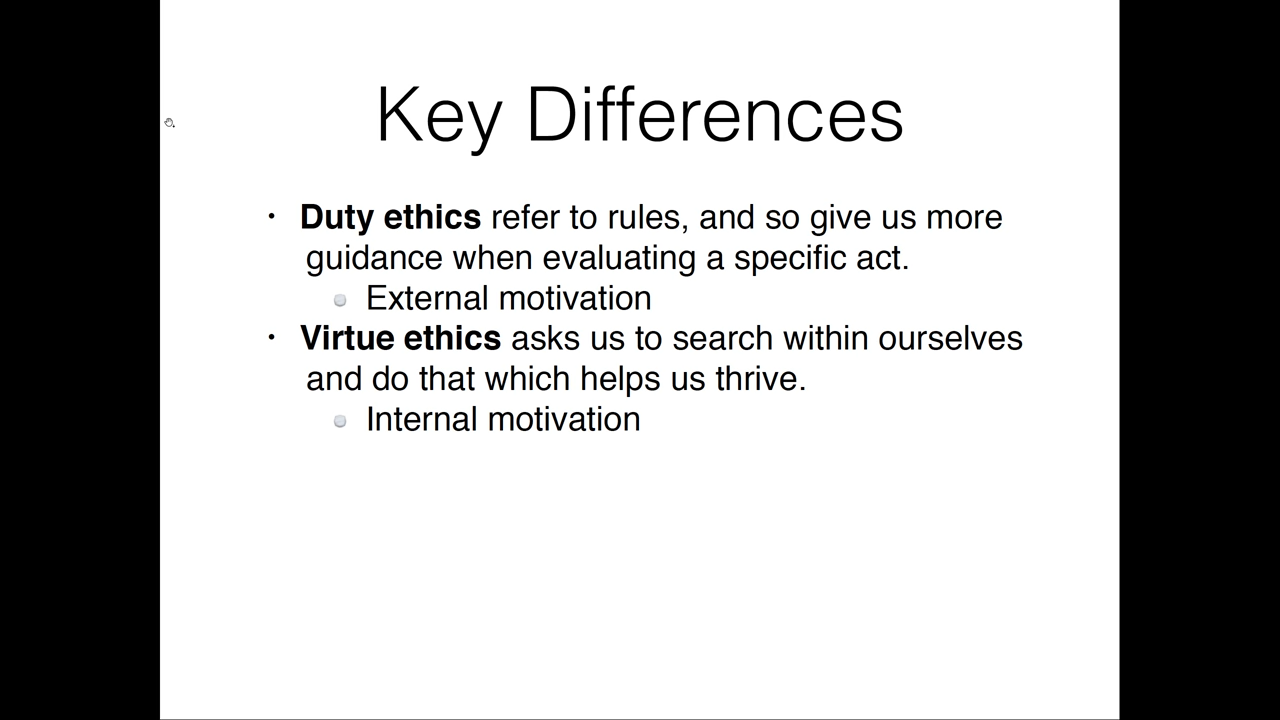 Key Differences
• Duty ethics refer to rules, and so give us more
guidance when evaluating a specific act.
External motivation
• Virtue ethics asks us to search within ourselves
and do that which helps us thrive.
Internal motivation